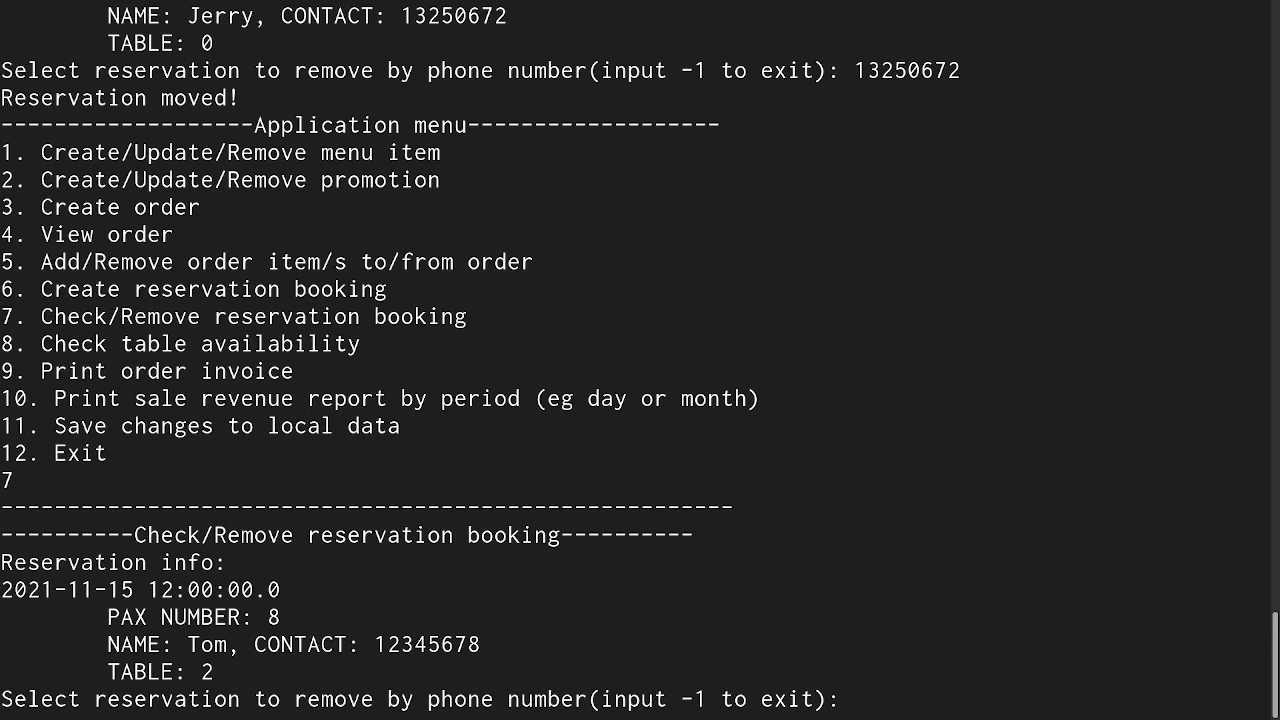 NAME: Jerry, CONTACT: 13250672
TABLE: 0
Select reservation to remove by phone number(input -1 to exit): 13250672
Reservation moved!
-------------------Application menu-------------------
1. Create/Update/Remove menu item
2. Create/Update/Remove promotion
3. Create order
4. View order
5. Add/Remove order item/s to/from order
6. Create reservation booking
7. Check/Remove reservation booking
8. Check table availability
9. Print order invoice
10. Print sale revenue report by period (eg day or month)
11. Save changes to local data
12. Exit
7
-------------------------------------------------------
----------Check/Remove reservation booking----------
Reservation info:
2021-11-15 12:00:00.0
PAX NUMBER: 8
NAME: Tom, CONTACT: 12345678
TABLE: 2
Select reservation to remove by phone number(input -1 to exit):